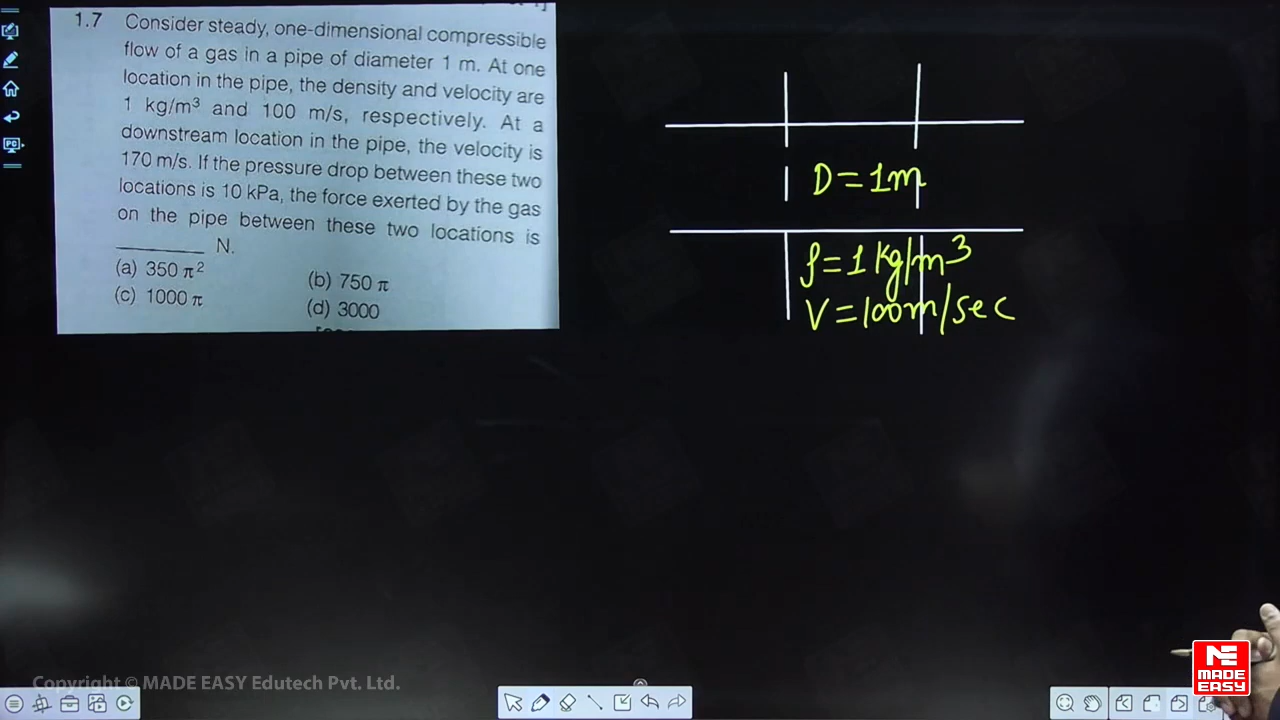 1.7 Consider steady, one-dimensional compressible
flow of a gas in a pipe of diameter 1 m. At one
location in the pipe, the density and velocity are
1 kg/m³ and 100 m/s, respectively. At a
downstream location in the pipe, the velocity is
170 m/s. If the pressure drop between these two
locations is 10 kPa, the force exerted by the gas
on the pipe between these two locations is
________ N.
(a) 350 π² (b) 750 π
(c) 1000 π (d) 3000
D = 1m
ρ = 1 kg/m³
V = 100m/sec
Copyright © MADE EASY Edutech Pvt. Ltd.
ME
MADE
EASY
PC